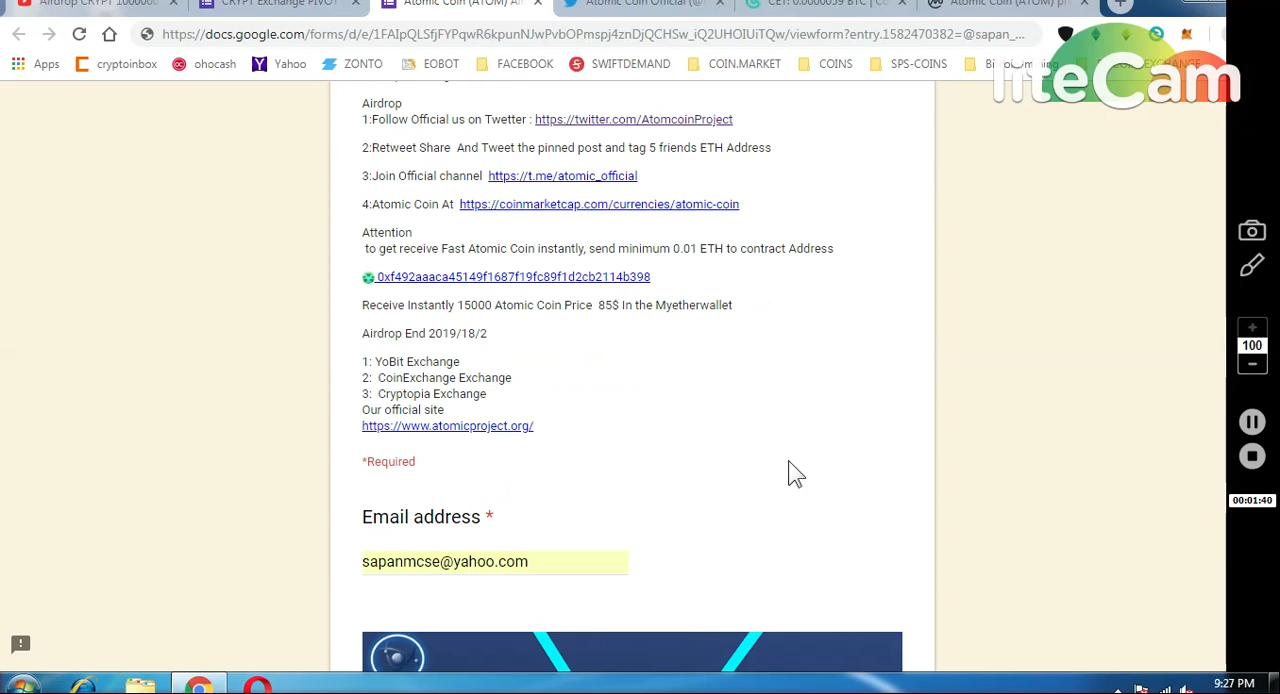 Airdrop CRYPT 1000000
CRYPT Exchange PIVOT
Atomic Coin (ATOM) Ai
Atomic Coin Official (@
CET: 0.0000059 BTC | Co
Atomic Coin (ATOM) pr
https://docs.google.com/forms/d/e/1FAIpQLSfjFYPqwR6kpunNJwPvbOPmspj4znDjQCHSw_iQ2UHOIUiTQw/viewform?entry.1582470382=@sapan_...
Apps cryptoinbox ohocash Yahoo ZONTO EOBOT FACEBOOK SWIFTDEMAND COIN.MARKET COINS SPS-COINS
liteCam
Airdrop
1:Follow Official us on Twetter : https://twitter.com/AtomcoinProject
2:Retweet Share And Tweet the pinned post and tag 5 friends ETH Address
3:Join Official channel https://t.me/atomic_official
4:Atomic Coin At https://coinmarketcap.com/currencies/atomic-coin
Attention
to get receive Fast Atomic Coin instantly, send minimum 0.01 ETH to contract Address
0xf492aaaca45149f1687f19fc89f1d2cb2114b398
Receive Instantly 15000 Atomic Coin Price 85$ In the Myetherwallet
Airdrop End 2019/18/2
1: YoBit Exchange
2: CoinExchange Exchange
3: Cryptopia Exchange
Our official site
https://www.atomicproject.org/
*Required
Email address *
sapanmcse@yahoo.com
100
00:01:40
9:27 PM